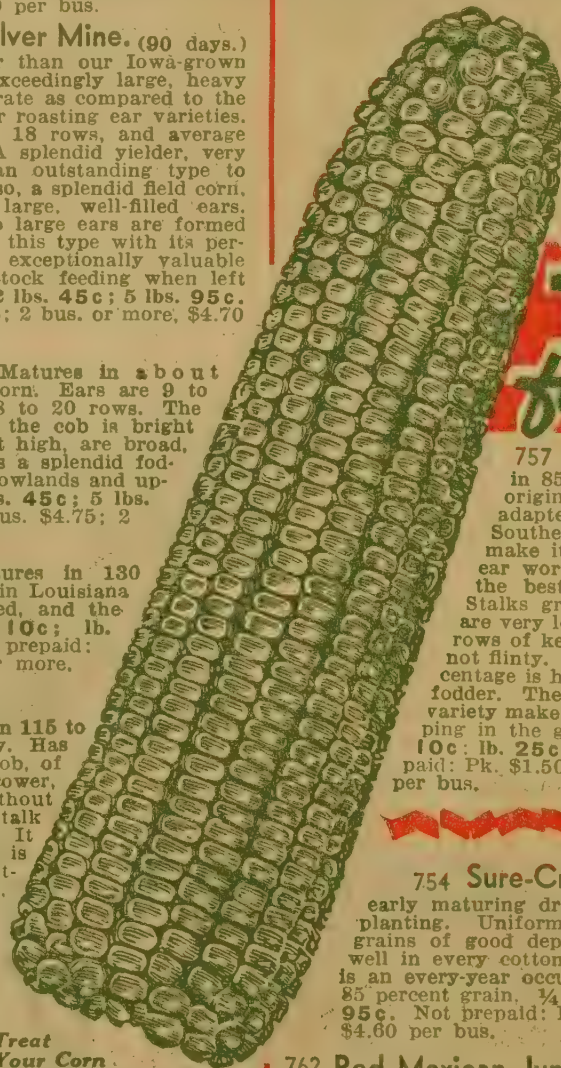 per bus.
lver Mine. (90 days.)
r than our Iowa-grown
xceedingly large, heavy
rate as compared to the
r roasting ear varieties.
18 rows, and average
A splendid yielder, very
an outstanding type to
so, a splendid field corn,
large, well-filled ears.
o large ears are formed
this type with its per-
exceptionally valuable
stock feeding when left
2 lbs. 45c; 5 lbs. 95c.
; 2 bus. or more, $4.70
Matures in about
orn. Ears are 9 to
8 to 20 rows. The
the cob is bright
t high, are broad,
s a splendid fod-
owlands and up-
s. 45c; 5 lbs.
us. $4.75; 2
ures in 130
in Louisiana
ed, and the
10c; lb.
prepaid:
r more,
n 115 to
y. Has
ob, of
ower,
thout
talk
It
is
t-
Treat
Your Corn
757
in 85
origin
adapte
Southe
make it
ear wor
the best
Stalks gr
are very le
rows of ke
not flinty.
centage is h
fodder. The
variety make
ping in the g
10c; lb. 25c
paid: Pk. $1.50
per bus.
754 Sure-Cr
early maturing dr
planting. Uniform
grains of good dep
well in every cotton
is an every-year occu
85 percent grain. 1/4
95c. Not prepaid:
$4.60 per bus.
762 Red Mexican Jun